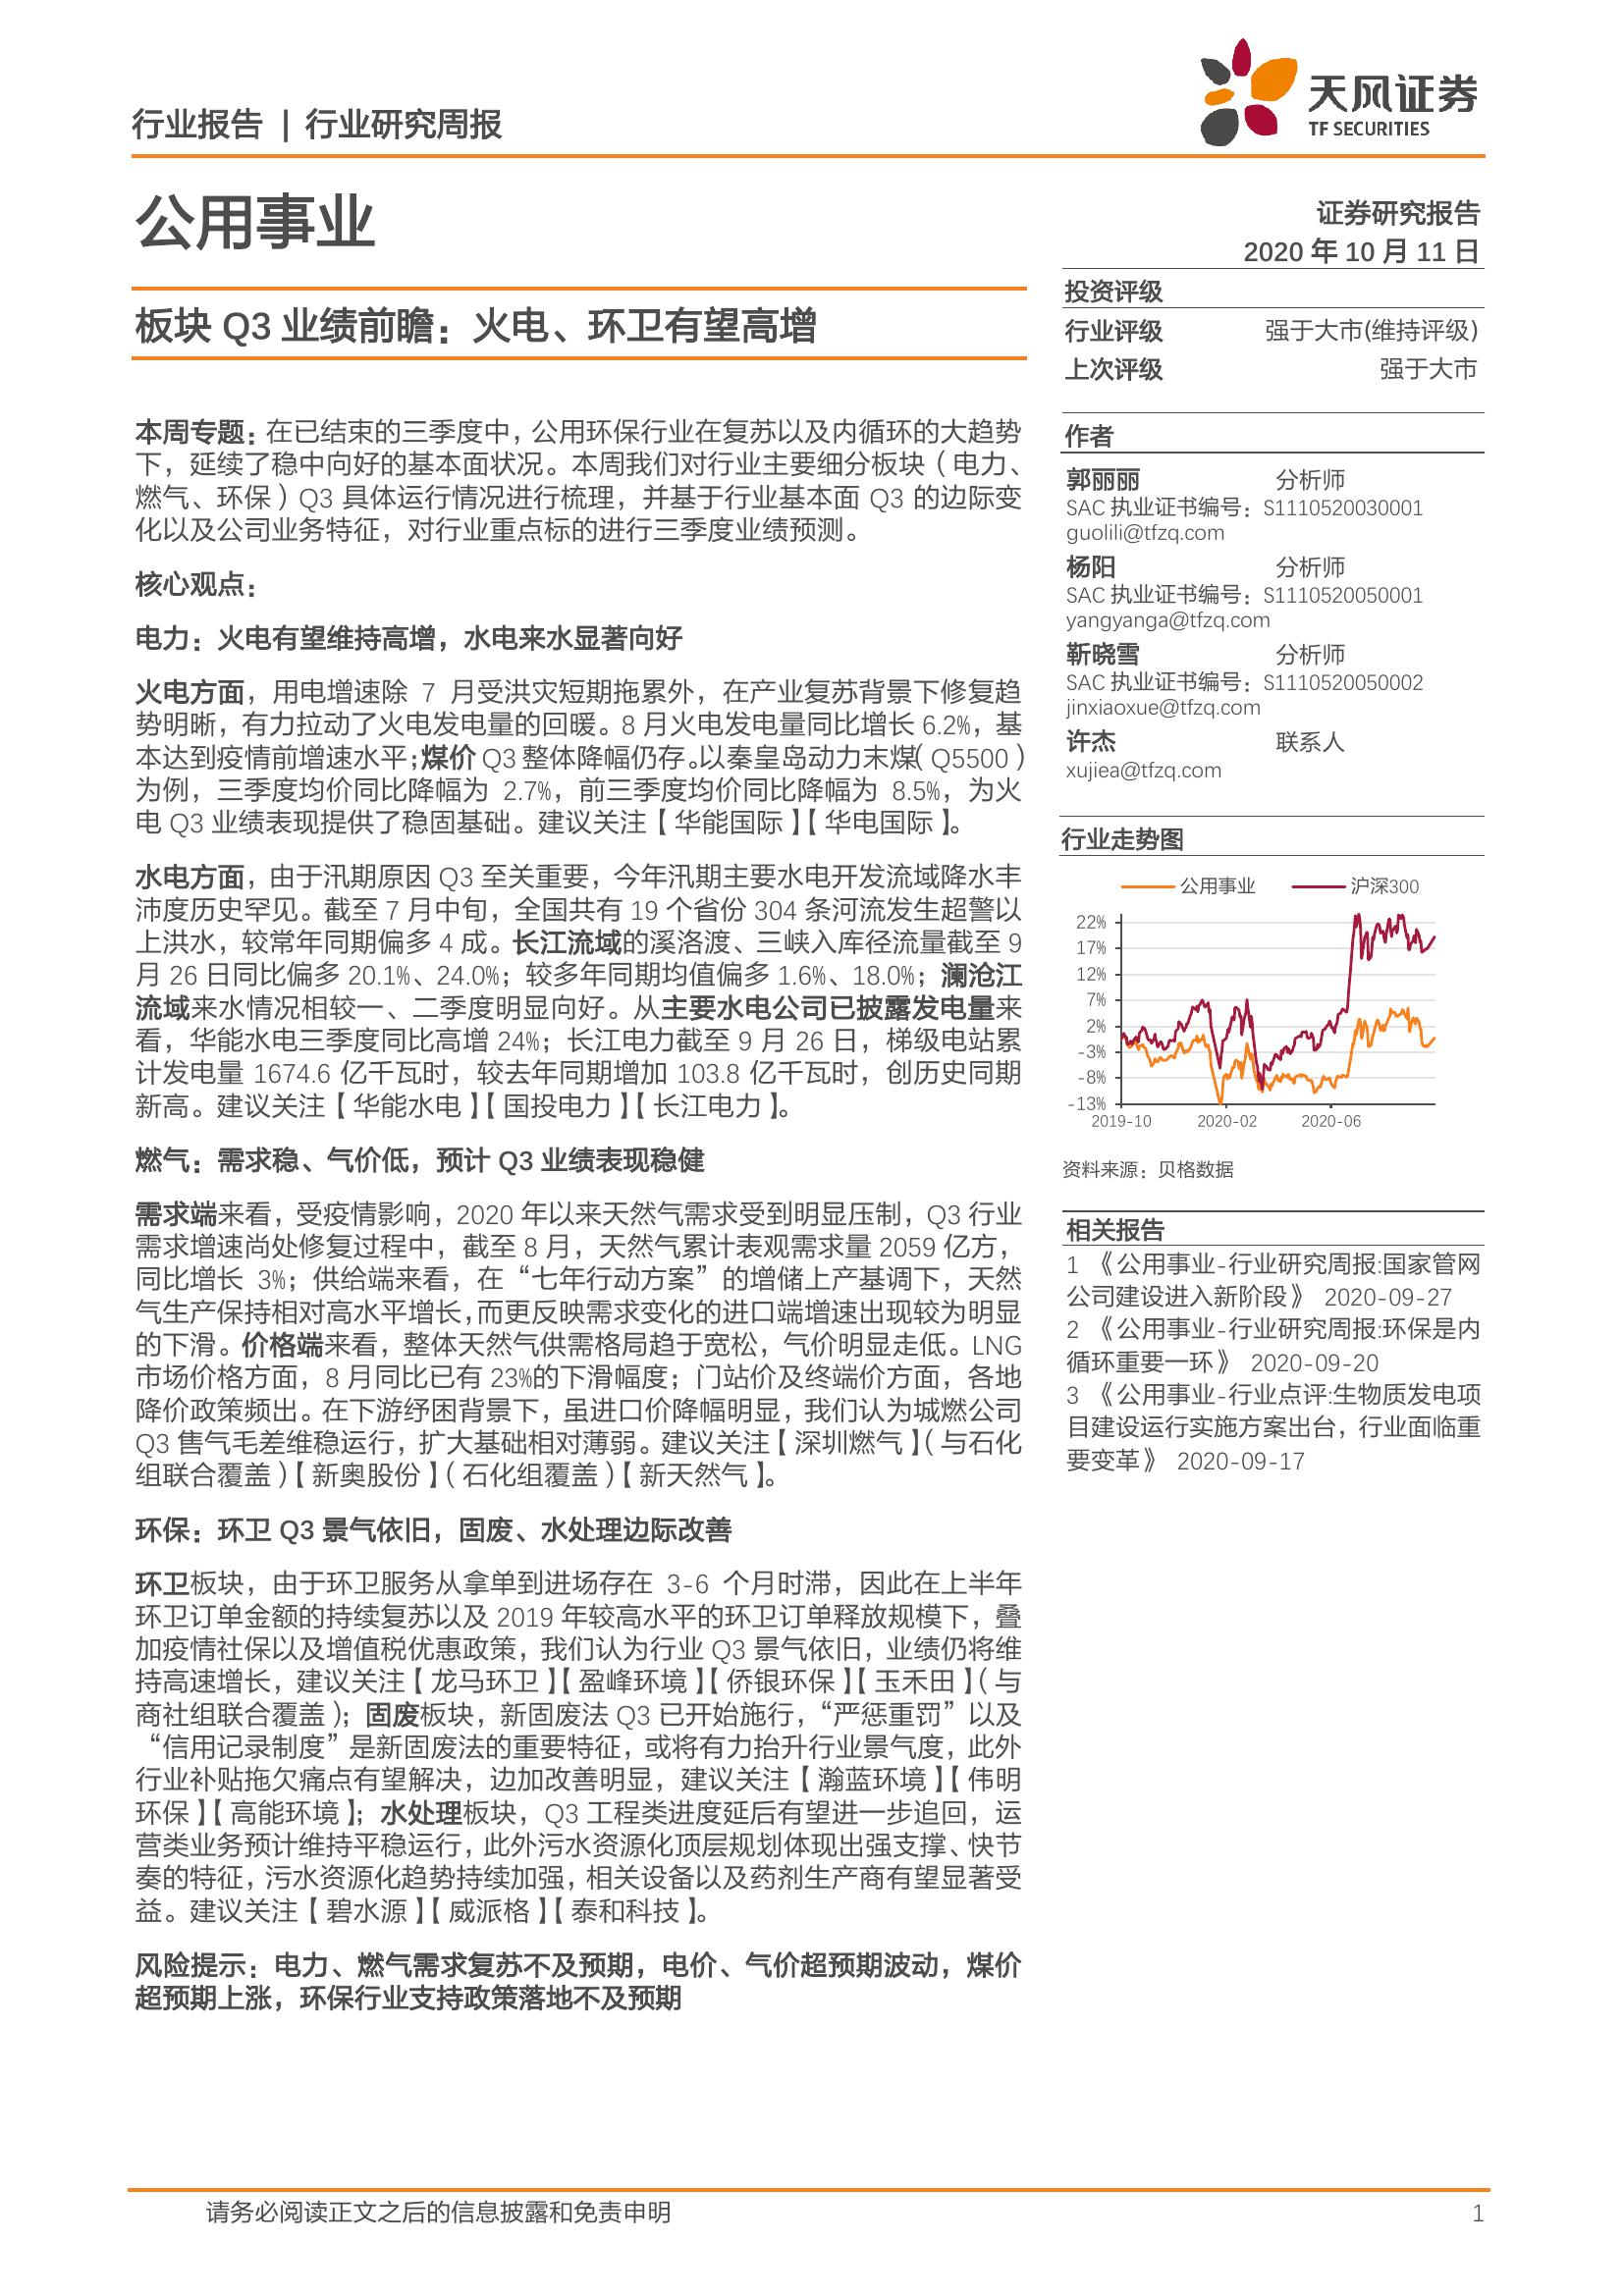 行业报告 | 行业研究周报
天风证券
TF SECURITIES
公用事业
证券研究报告
2020 年 10 月 11 日
板块 Q3 业绩前瞻：火电、环卫有望高增
本周专题：在已结束的三季度中，公用环保行业在复苏以及内循环的大趋势
下，延续了稳中向好的基本面状况。本周我们对行业主要细分板块（电力、
燃气、环保）Q3 具体运行情况进行梳理，并基于行业基本面 Q3 的边际变
化以及公司业务特征，对行业重点标的进行三季度业绩预测。
核心观点：
电力：火电有望维持高增，水电来水显著向好
火电方面，用电增速除 7 月受洪灾短期拖累外，在产业复苏背景下修复趋
势明晰，有力拉动了火电发电量的回暖。8 月火电发电量同比增长 6.2%，基
本达到疫情前增速水平；煤价 Q3 整体降幅仍存。以秦皇岛动力末煤（Q5500）
为例，三季度均价同比降幅为 2.7%，前三季度均价同比降幅为 8.5%，为火
电 Q3 业绩表现提供了稳固基础。建议关注【华能国际】【华电国际】。
水电方面，由于汛期原因 Q3 至关重要，今年汛期主要水电开发流域降水丰
沛度历史罕见。截至 7 月中旬，全国共有 19 个省份 304 条河流发生超警以
上洪水，较常年同期偏多 4 成。长江流域的溪洛渡、三峡入库径流量截至 9
月 26 日同比偏多 20.1%、24.0%；较多年同期均值偏多 1.6%、18.0%；澜沧江
流域来水情况相较一、二季度明显向好。从主要水电公司已披露发电量来
看，华能水电三季度同比高增 24%；长江电力截至 9 月 26 日，梯级电站累
计发电量 1674.6 亿千瓦时，较去年同期增加 103.8 亿千瓦时，创历史同期
新高。建议关注【华能水电】【国投电力】【长江电力】。
燃气：需求稳、气价低，预计 Q3 业绩表现稳健
需求端来看，受疫情影响，2020 年以来天然气需求受到明显压制，Q3 行业
需求增速尚处修复过程中，截至 8 月，天然气累计表观需求量 2059 亿方，
同比增长 3%；供给端来看，在“七年行动方案”的增储上产基调下，天然
气生产保持相对高水平增长，而更反映需求变化的进口端增速出现较为明显
的下滑。价格端来看，整体天然气供需格局趋于宽松，气价明显走低。LNG
市场价格方面，8 月同比已有 23%的下滑幅度；门站价及终端价方面，各地
降价政策频出。在下游纾困背景下，虽进口价降幅明显，我们认为城燃公司
Q3 售气毛差维稳运行，扩大基础相对薄弱。建议关注【深圳燃气】（与石化
组联合覆盖）【新奥股份】（石化组覆盖）【新天然气】。
环保：环卫 Q3 景气依旧，固废、水处理边际改善
环卫板块，由于环卫服务从拿单到进场存在 3-6 个月时滞，因此在上半年
环卫订单金额的持续复苏以及 2019 年较高水平的环卫订单释放规模下，叠
加疫情社保以及增值税优惠政策，我们认为行业 Q3 景气依旧，业绩仍将维
持高速增长，建议关注【龙马环卫】【盈峰环境】【侨银环保】【玉禾田】（与
商社组联合覆盖）；固废板块，新固废法 Q3 已开始施行，“严惩重罚”以及
“信用记录制度”是新固废法的重要特征，或将有力抬升行业景气度，此外
行业补贴拖欠痛点有望解决，边加改善明显，建议关注【瀚蓝环境】【伟明
环保】【高能环境】；水处理板块，Q3 工程类进度延后有望进一步追回，运
营类业务预计维持平稳运行，此外污水资源化顶层规划体现出强支撑、快节
奏的特征，污水资源化趋势持续加强，相关设备以及药剂生产商有望显著受
益。建议关注【碧水源】【威派格】【泰和科技】。
风险提示：电力、燃气需求复苏不及预期，电价、气价超预期波动，煤价
超预期上涨，环保行业支持政策落地不及预期
投资评级
行业评级 强于大市(维持评级)
上次评级 强于大市
作者
郭丽丽 分析师
SAC 执业证书编号：S1110520030001
guolili@tfzq.com
杨阳 分析师
SAC 执业证书编号：S1110520050001
yangyanga@tfzq.com
靳晓雪 分析师
SAC 执业证书编号：S1110520050002
jinxiaoxue@tfzq.com
许杰 联系人
xujiea@tfzq.com
行业走势图
公用事业 沪深300
22%
17%
12%
7%
2%
-3%
-8%
-13%
2019-10 2020-02 2020-06
资料来源：贝格数据
相关报告
1 《公用事业-行业研究周报:国家管网
公司建设进入新阶段》 2020-09-27
2 《公用事业-行业研究周报:环保是内
循环重要一环》 2020-09-20
3 《公用事业-行业点评:生物质发电项
目建设运行实施方案出台，行业面临重
要变革》 2020-09-17
请务必阅读正文之后的信息披露和免责申明 1